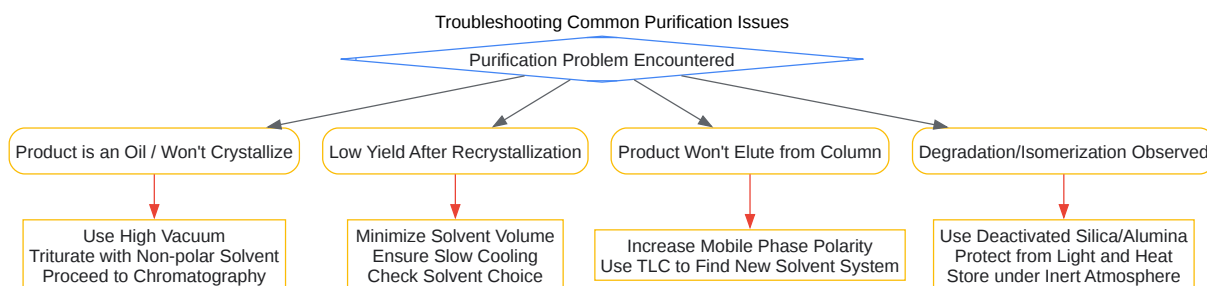 Troubleshooting Common Purification Issues
Purification Problem Encountered
Product is an Oil / Won't Crystallize
Low Yield After Recrystallization
Product Won't Elute from Column
Degradation/Isomerization Observed
Use High Vacuum
Triturate with Non-polar Solvent
Proceed to Chromatography
Minimize Solvent Volume
Ensure Slow Cooling
Check Solvent Choice
Increase Mobile Phase Polarity
Use TLC to Find New Solvent System
Use Deactivated Silica/Alumina
Protect from Light and Heat
Store under Inert Atmosphere